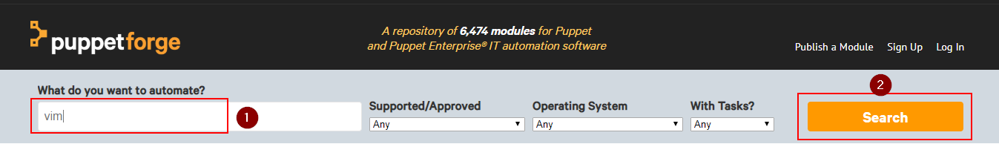 puppetforge
A repository of 6,474 modules for Puppet
and Puppet Enterprise® IT automation software
Publish a Module Sign Up Log In
What do you want to automate?
vim
1
Supported/Approved
Any
Operating System
Any
With Tasks?
Any
2
Search